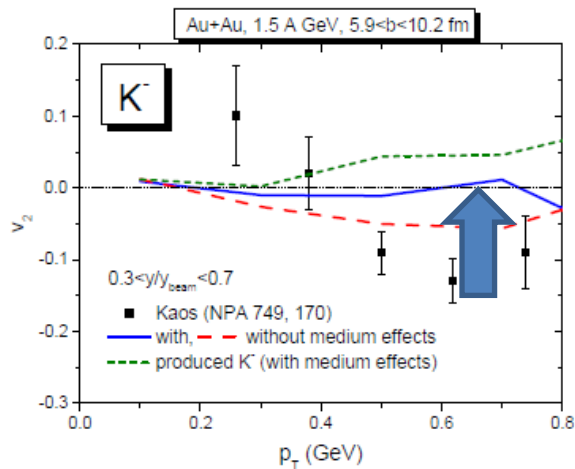 Au+Au, 1.5 A GeV, 5.9<b<10.2 fm
K-
0.2
0.1
0.0
-0.1
-0.2
-0.3
v2
0.3<y/ybeam<0.7
Kaos (NPA 749, 170)
with, without medium effects
produced K- (with medium effects)
0.0 0.2 0.4 0.6 0.8
pT (GeV)